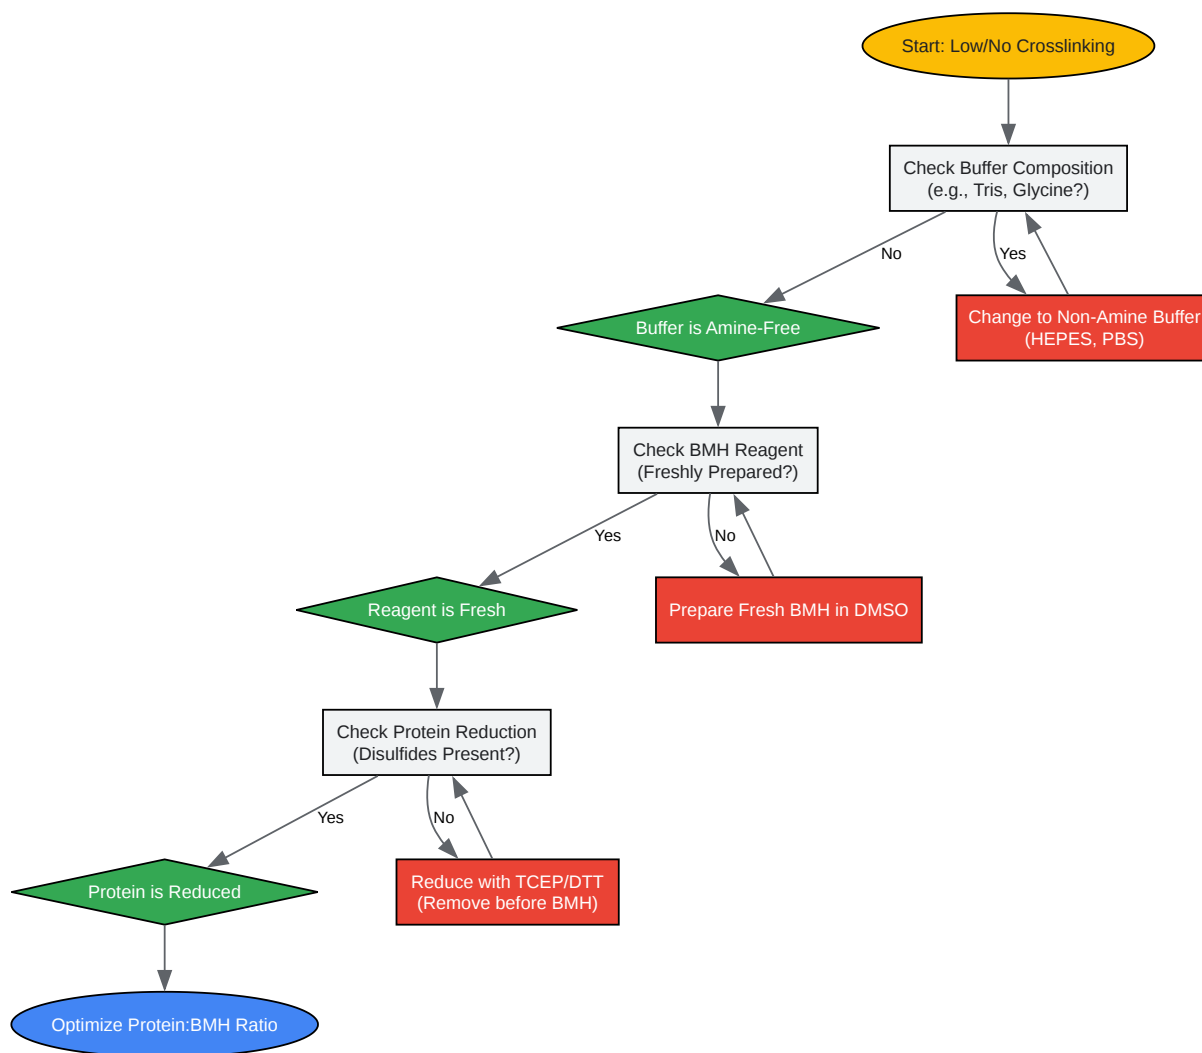 Start: Low/No Crosslinking
Check Buffer Composition
(e.g., Tris, Glycine?)
No
Yes
Buffer is Amine-Free
Change to Non-Amine Buffer
(HEPES, PBS)
Check BMH Reagent
(Freshly Prepared?)
Yes
No
Reagent is Fresh
Prepare Fresh BMH in DMSO
Check Protein Reduction
(Disulfides Present?)
Yes
No
Protein is Reduced
Reduce with TCEP/DTT
(Remove before BMH)
Optimize Protein:BMH Ratio